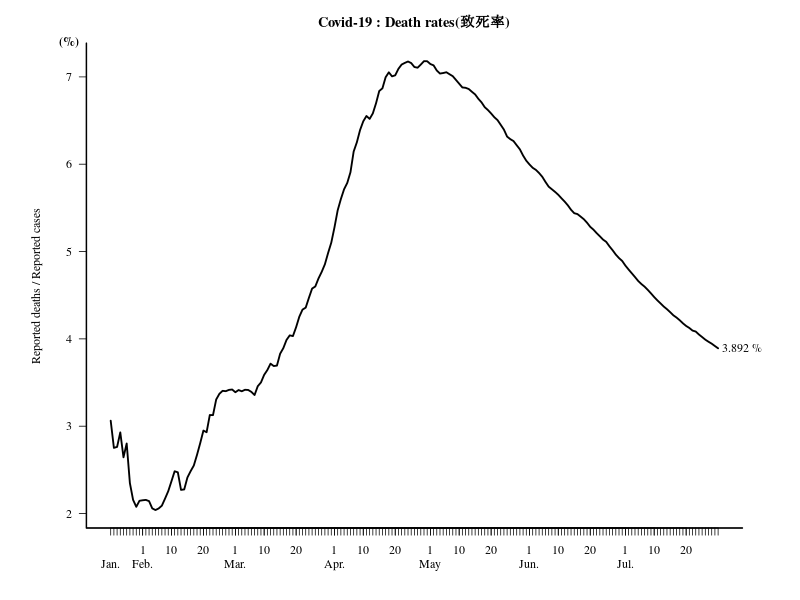 Covid-19 : Death rates(致死率)
(%)
7
6
5
4
3
2
Reported deaths / Reported cases
3.892 %
1 10 20 1 10 20 1 10 20 1 10 20 1 10 20 1 10 20
Jan. Feb. Mar. Apr. May Jun. Jul.